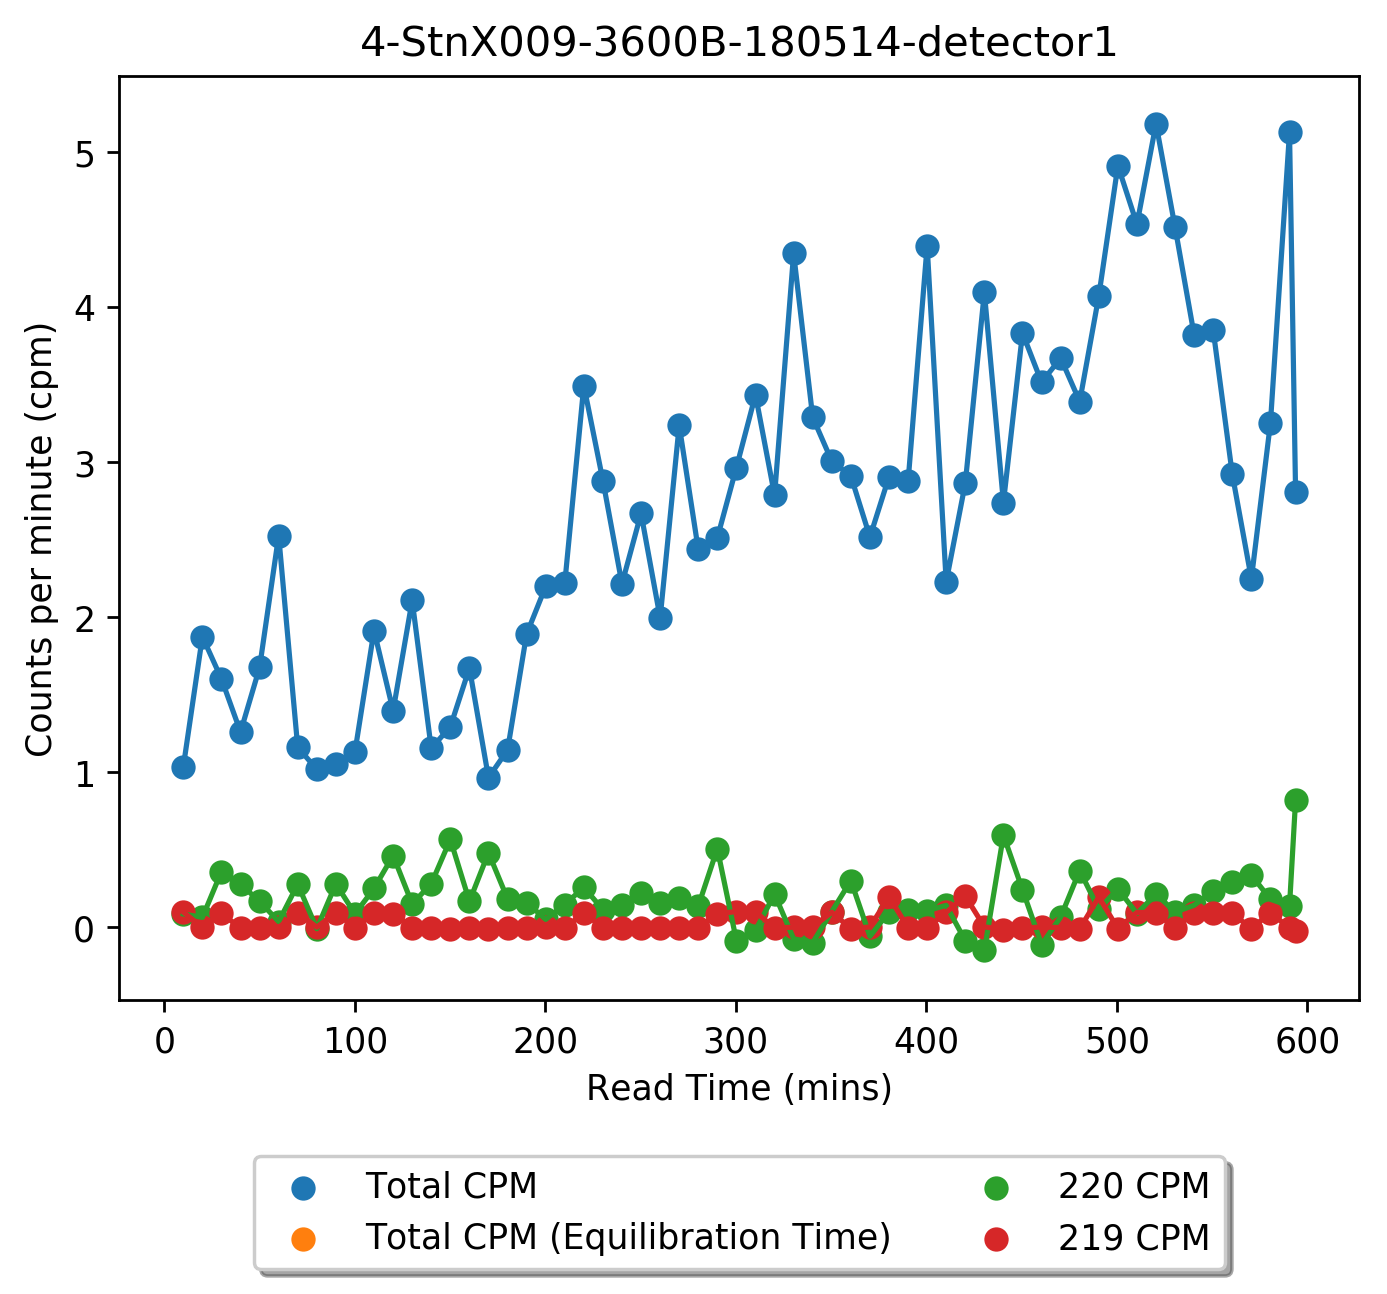 4-StnX009-3600B-180514-detector1
5
4
3
2
1
0
Counts per minute (cpm)
0 100 200 300 400 500 600
Read Time (mins)
Total CPM
Total CPM (Equilibration Time)
220 CPM
219 CPM